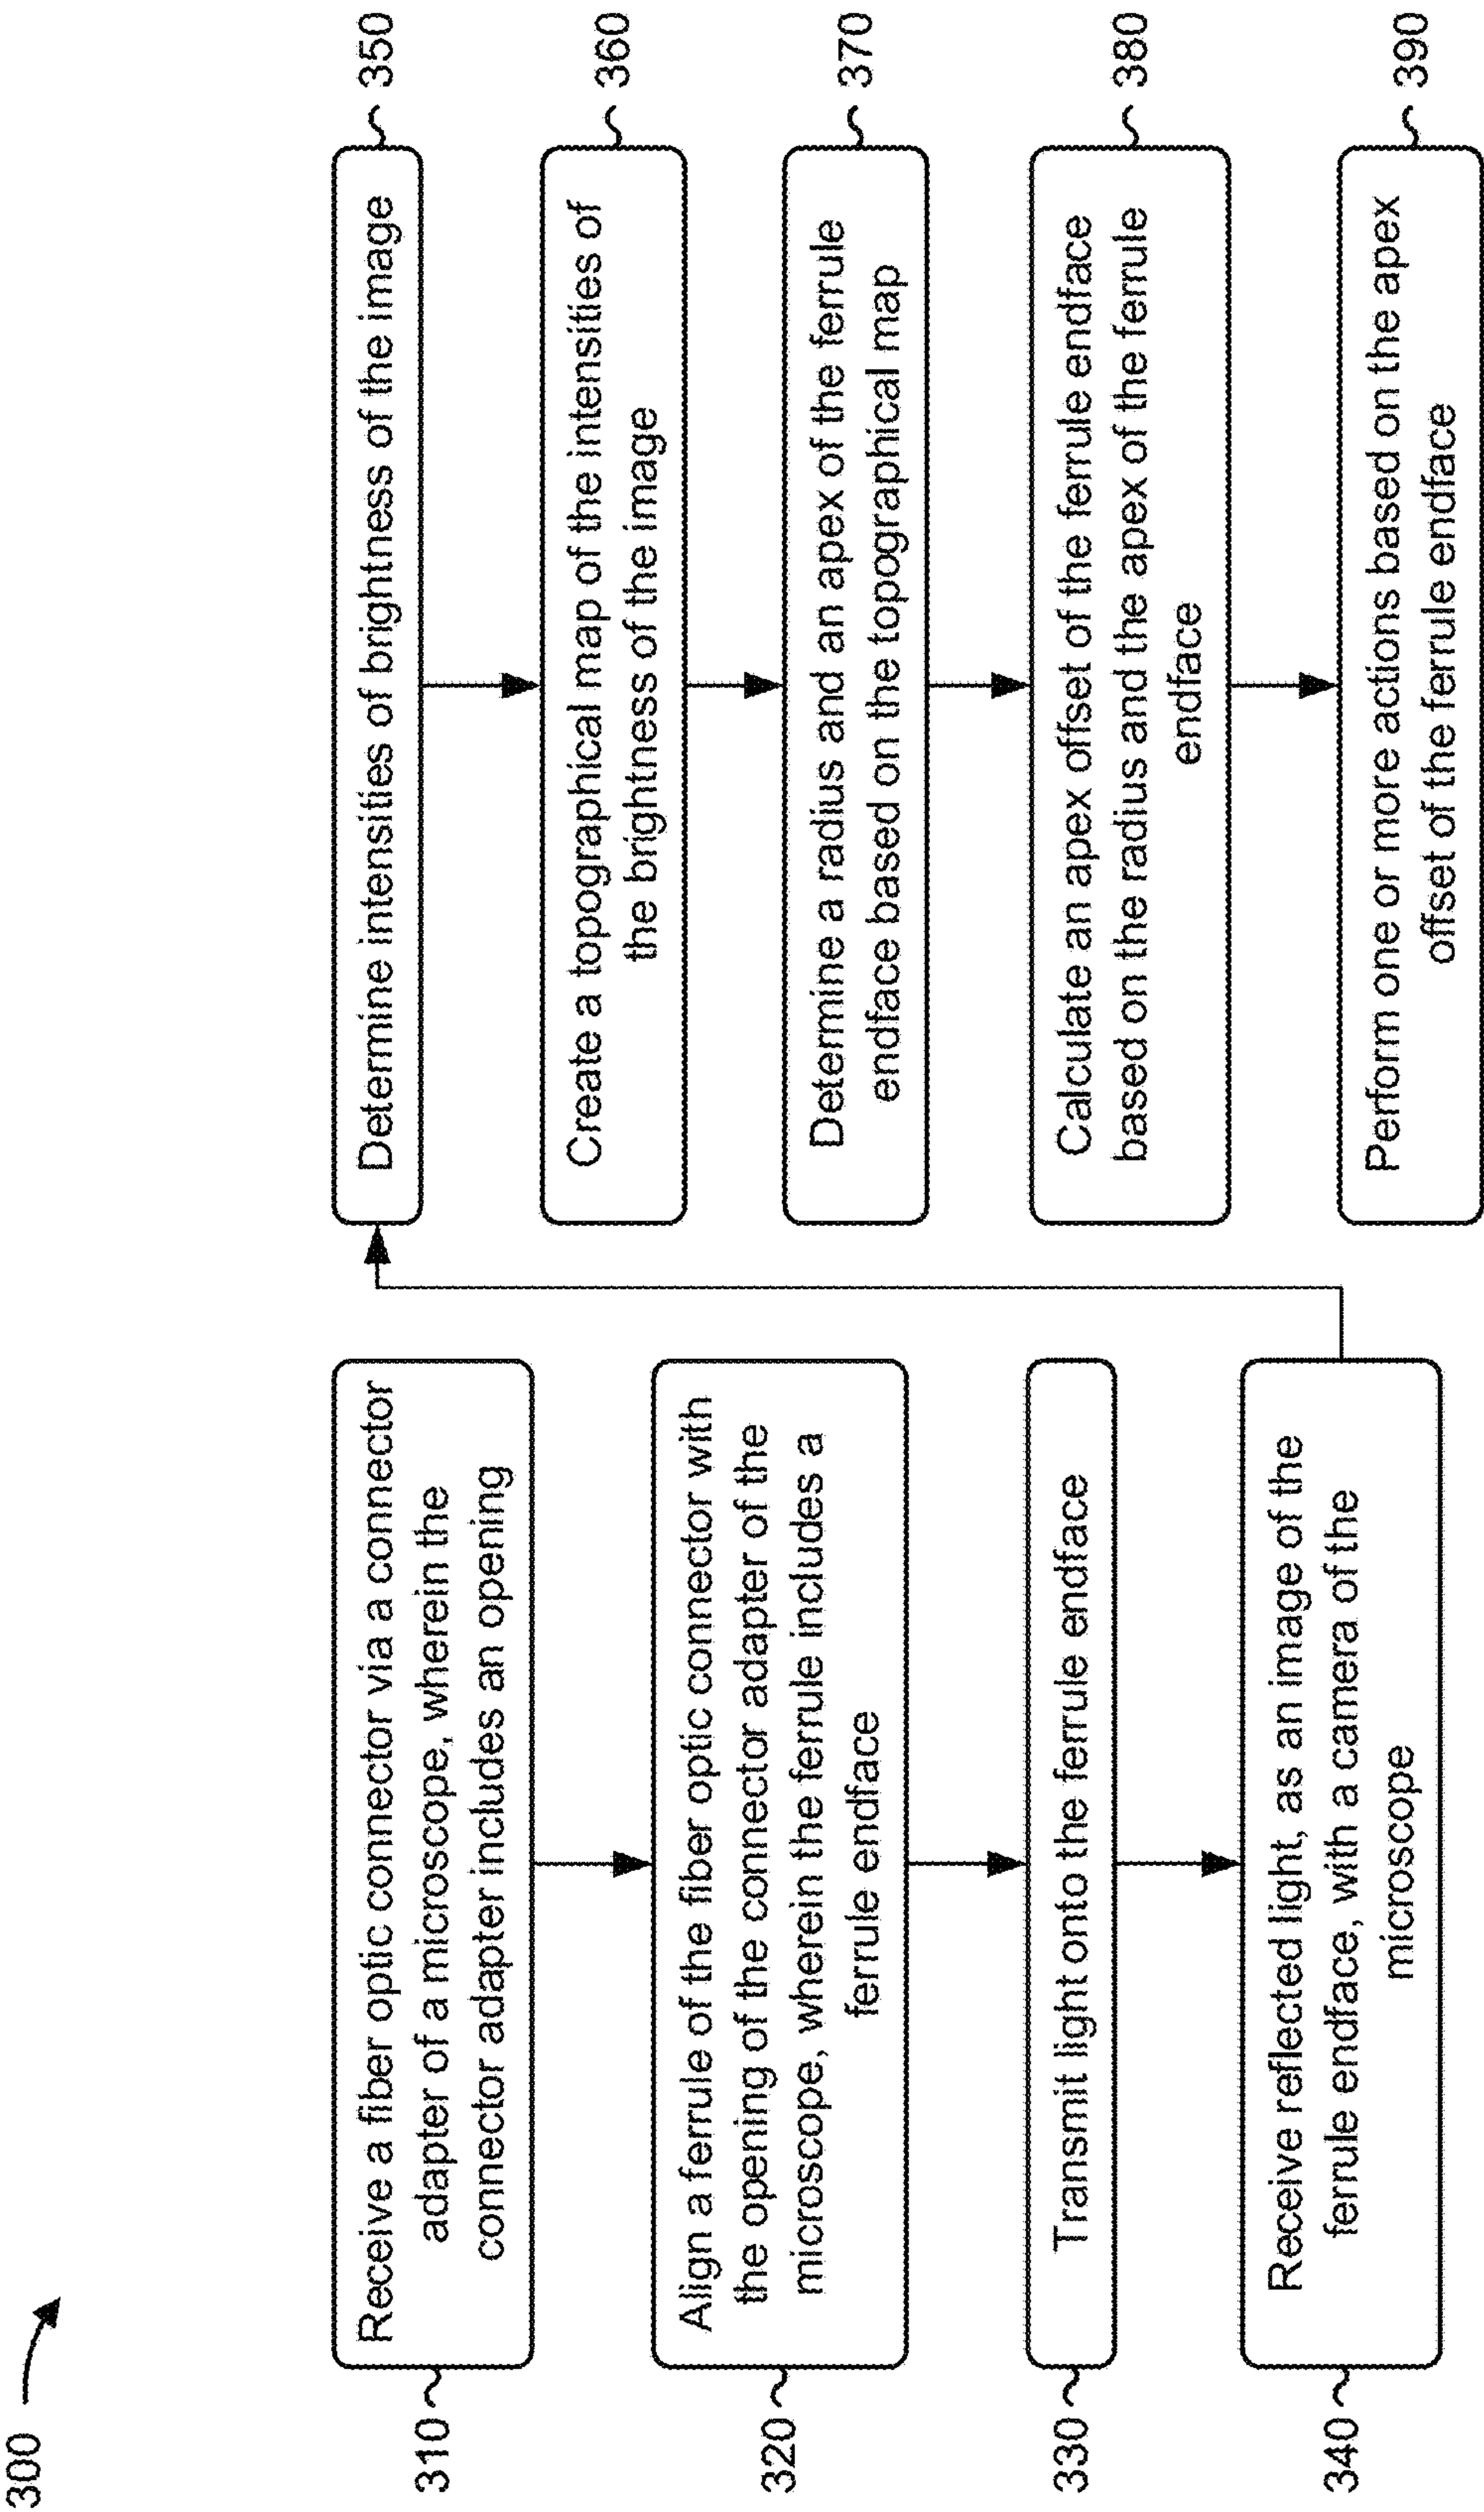 300
310
Receive a fiber optic connector via a connector
adapter of a microscope, wherein the
connector adapter includes an opening
320
Align a ferrule of the fiber optic connector with
the opening of the connector adapter of the
microscope, wherein the ferrule includes a
ferrule endface
330
Transmit light onto the ferrule endface
340
Receive reflected light, as an image of the
ferrule endface, with a camera of the
microscope
Determine intensities of brightness of the image
350
Create a topographical map of the intensities of
the brightness of the image
360
Determine a radius and an apex of the ferrule
endface based on the topographical map
370
Calculate an apex offset of the ferrule endface
based on the radius and the apex of the ferrule
endface
380
Perform one or more actions based on the apex
offset of the ferrule endface
390